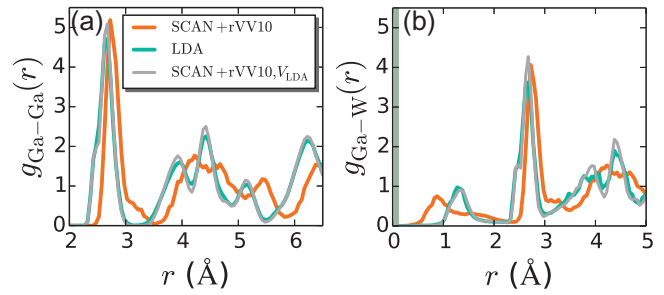 (a)
SCAN+rVV10
LDA
SCAN+rVV10,V_LDA
g_Ga−Ga(r)
5
4
3
2
1
0
2 3 4 5 6
r (Å)
(b)
g_Ga−W(r)
5
4
3
2
1
0
0 1 2 3 4 5
r (Å)